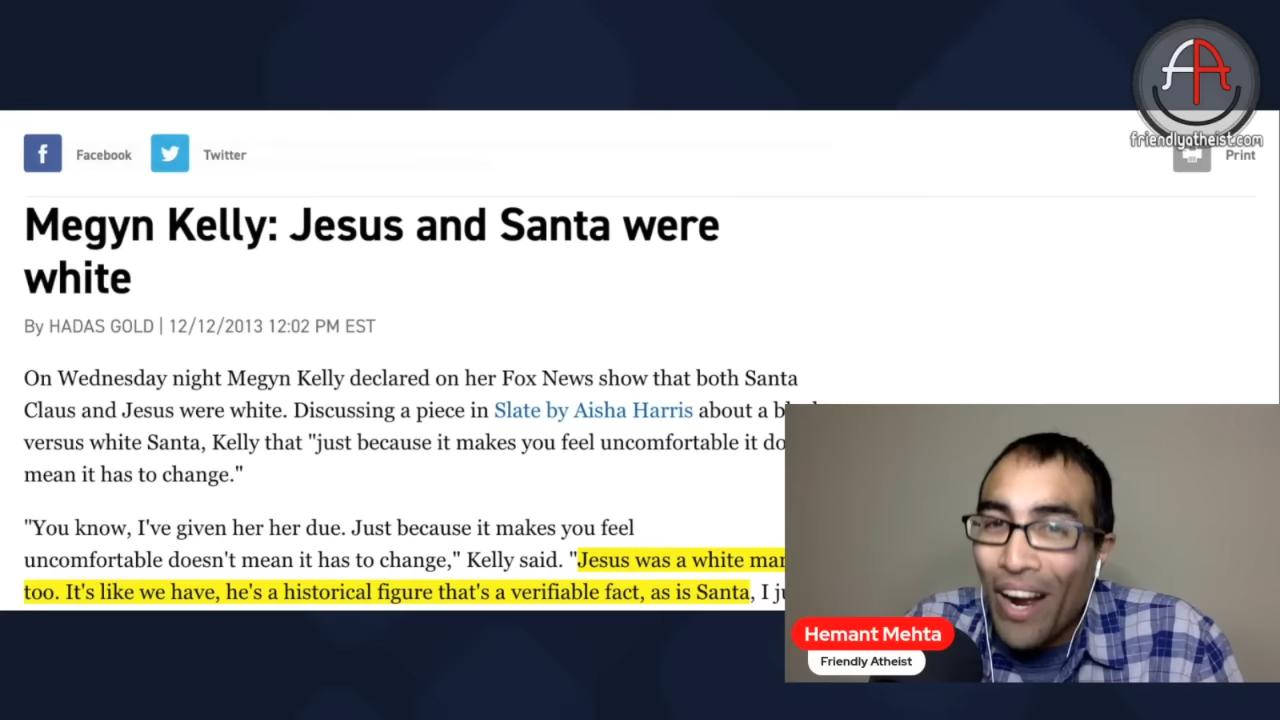 friendlyatheist.com
f Facebook Twitter Print
Megyn Kelly: Jesus and Santa were
white
By HADAS GOLD | 12/12/2013 12:02 PM EST
On Wednesday night Megyn Kelly declared on her Fox News show that both Santa
Claus and Jesus were white. Discussing a piece in Slate by Aisha Harris about a
versus white Santa, Kelly that "just because it makes you feel uncomfortable it
mean it has to change."
"You know, I've given her her due. Just because it makes you feel
uncomfortable doesn't mean it has to change," Kelly said. "Jesus was a white
too. It's like we have, he's a historical figure that's a verifiable fact, as is Santa, I
Hemant Mehta
Friendly Atheist